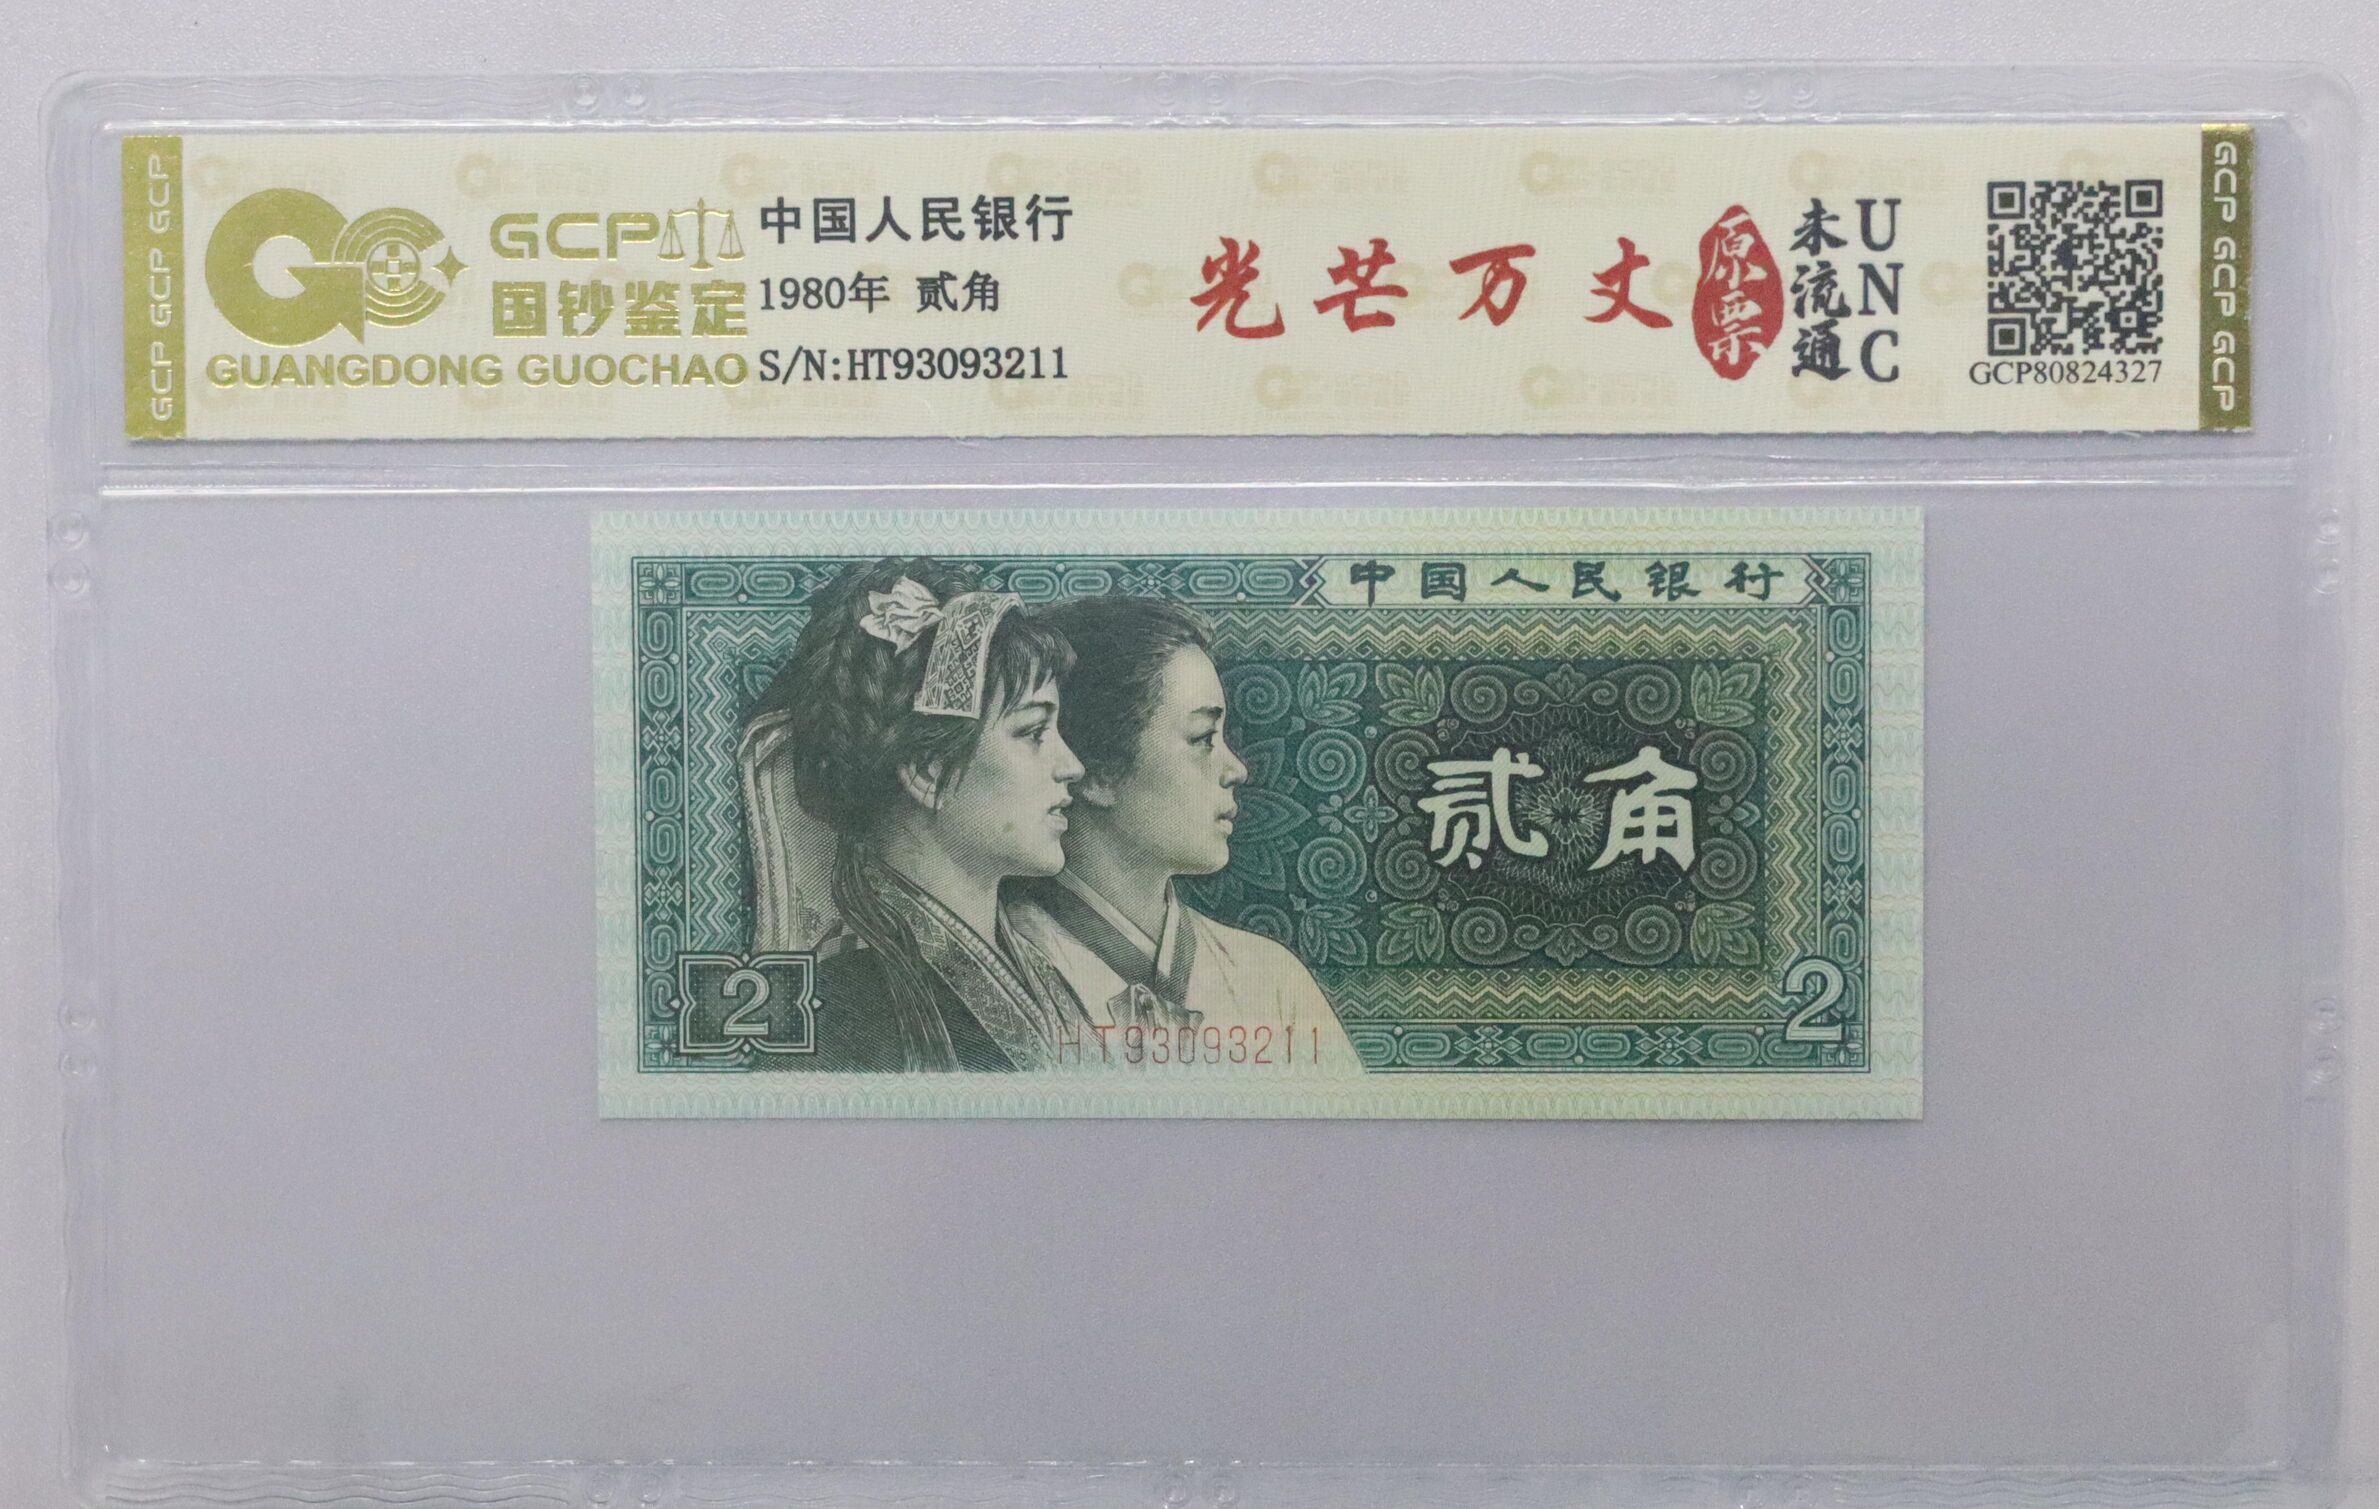 GCP GCP GCP
GCP
国钞鉴定
GUANGDONG GUOCHAO
中国人民银行
1980年 贰角
S/N:HT93093211
光芒万丈
原票
未流通
UNC
GCP80824327
GCP GCP GCP
中国人民银行
贰角
2
2
HT93093211